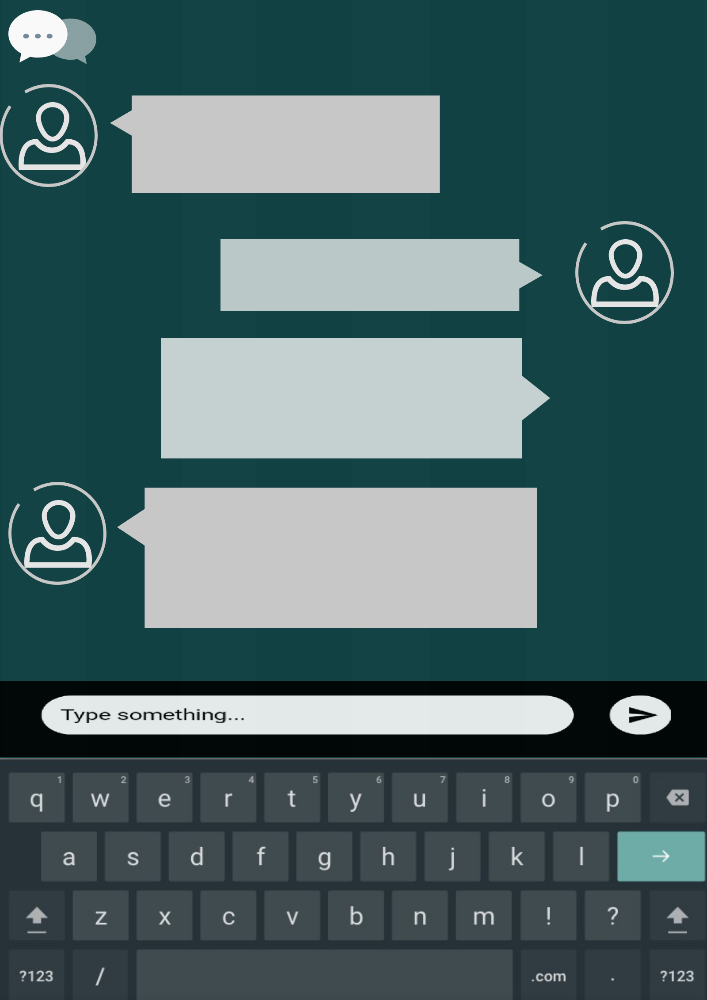 Type something...
1 2 3 4 5 6 7 8 9 0
q w e r t y u i o p
a s d f g h j k l →
z x c v b n m ! ?
?123 / .com . ?123